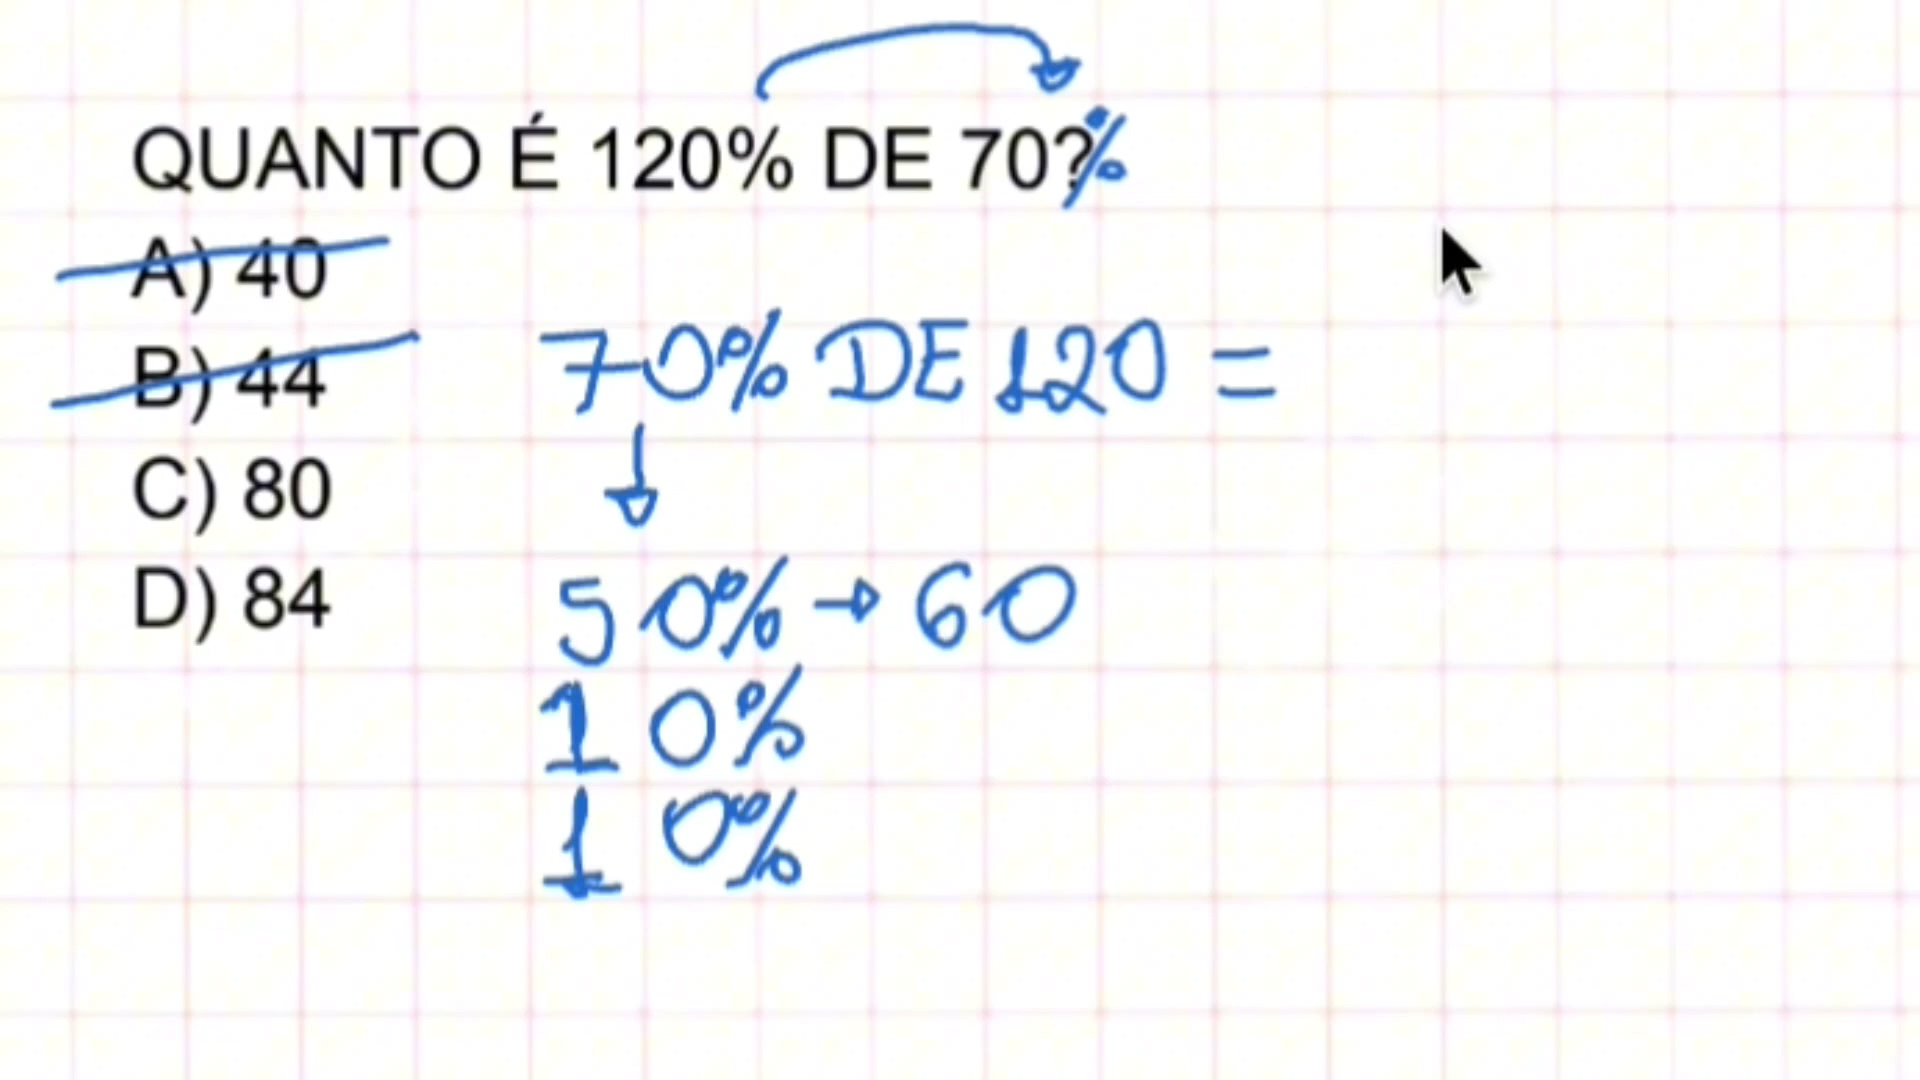 QUANTO É 120% DE 70?%
A) 40
B) 44
70% DE 120 =
C) 80
D) 84
50% → 60
10%
10%